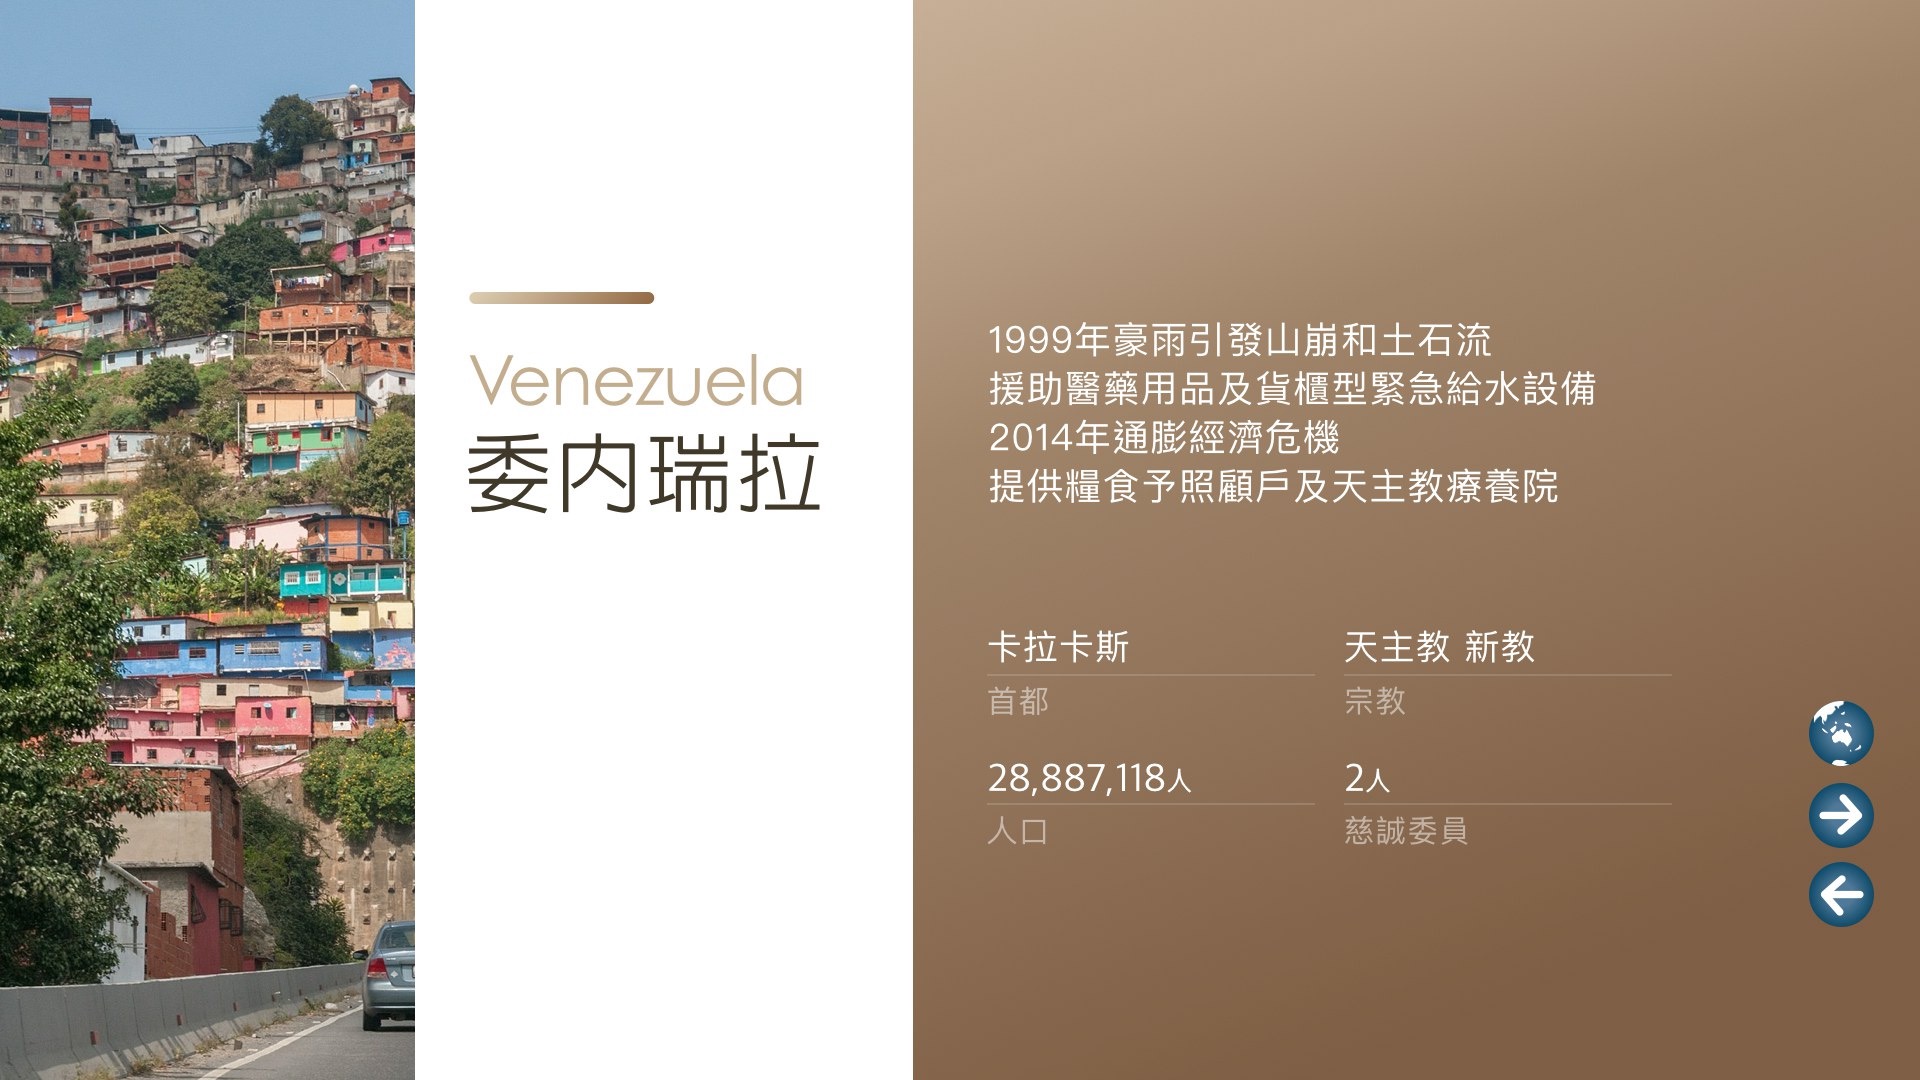 Venezuela
委内瑞拉
1999年豪雨引發山崩和土石流
援助醫藥用品及貨櫃型緊急給水設備
2014年通膨經濟危機
提供糧食予照顧戶及天主教療養院
卡拉卡斯
首都
天主教 新教
宗教
28,887,118人
人口
2人
慈誠委員